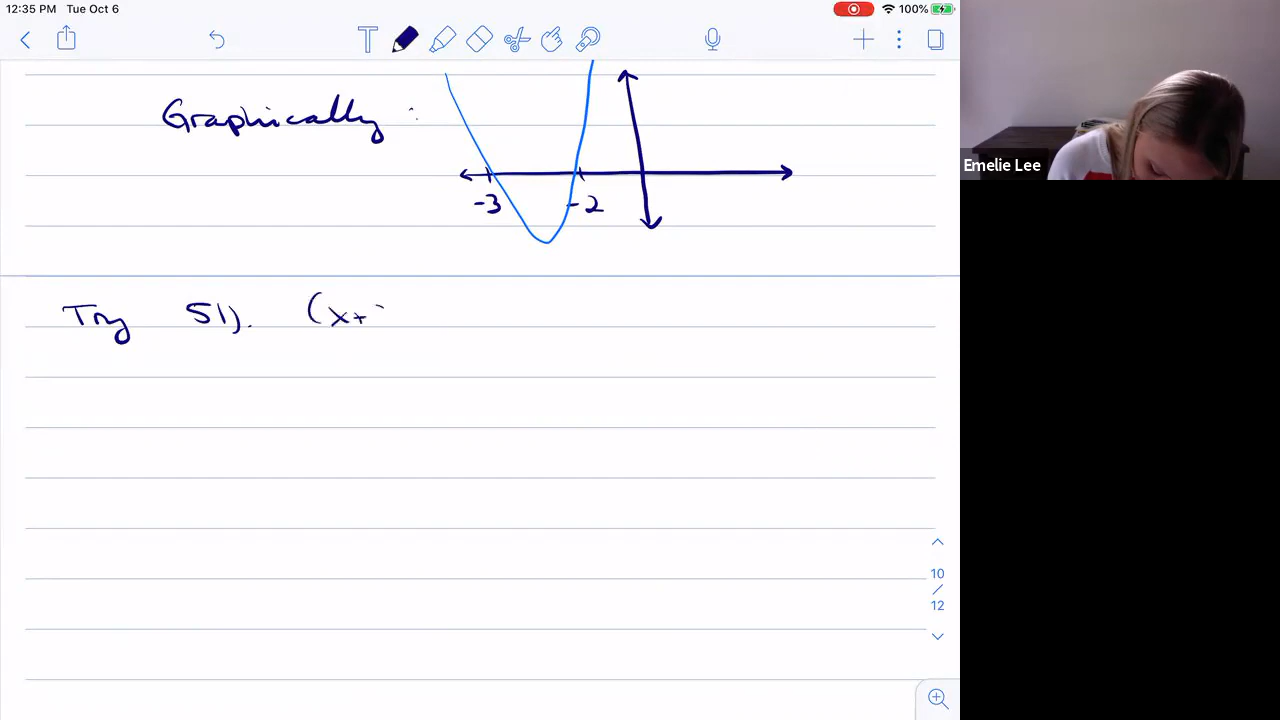 12:35 PM Tue Oct 6
100%
T
Graphically :
-3 -2
Emelie Lee
Try 51). (x+
10
/
12